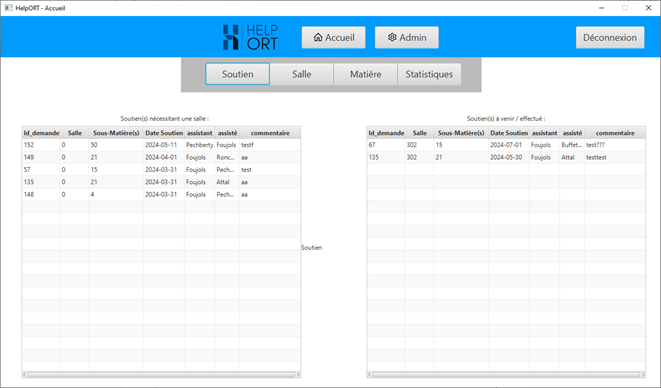 HelpORT - Accueil
HELP
ORT
Accueil
Admin
Déconnexion
Soutien
Salle
Matière
Statistiques
Soutien(s) nécessitant une salle :
Id_demande Salle Sous-Matière(s) Date Soutien assistant assisté commentaire
152 0 50 2024-05-11 Pechberty Foujols testf
149 0 21 2024-04-01 Foujols Ronc... aa
57 0 15 2024-03-31 Foujols Pech... test
135 0 21 2024-03-31 Foujols Attal aa
148 0 4 2024-03-31 Foujols Pech... aa
Soutien
Soutien(s) à venir / effectué :
Id_demande Salle Sous-Matière(s) Date Soutien assistant assisté commentaire
67 302 15 2024-07-01 Foujols Buffet... test???
135 302 21 2024-05-30 Foujols Attal testtest